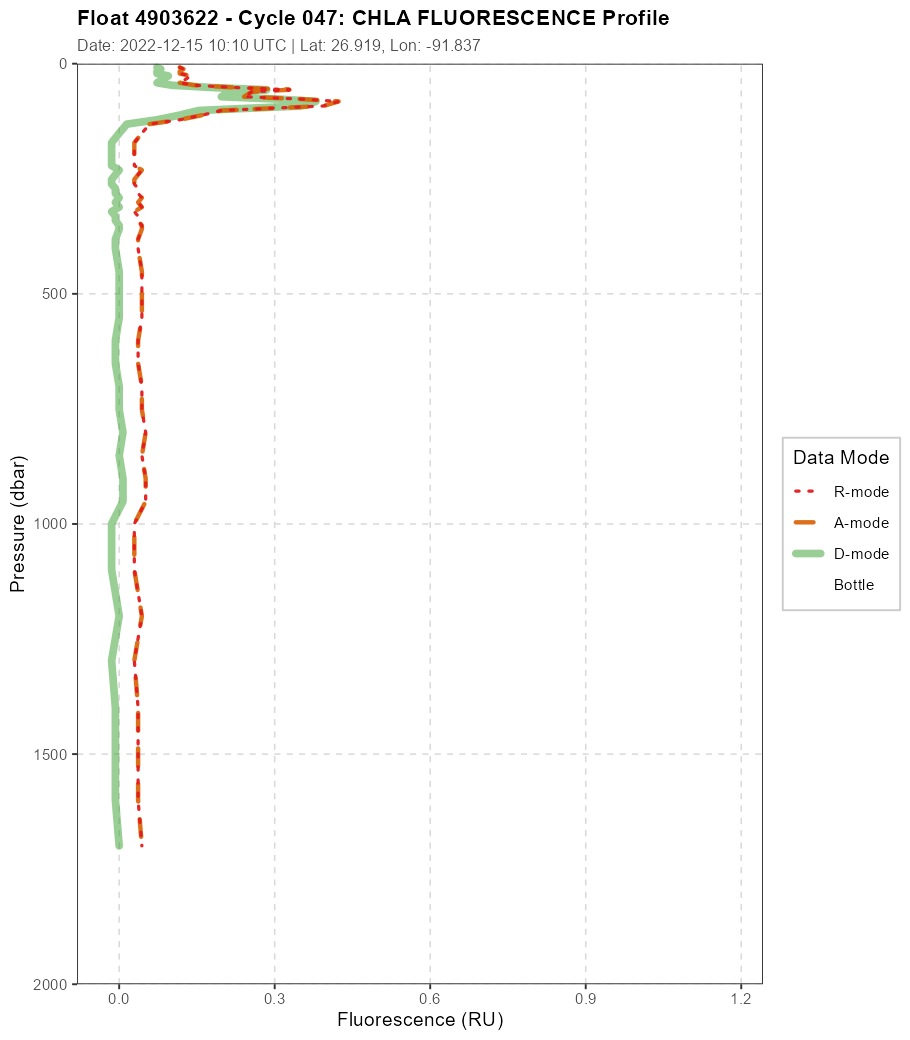 Float 4903622 - Cycle 047: CHLA FLUORESCENCE Profile
Date: 2022-12-15 10:10 UTC | Lat: 26.919, Lon: -91.837
0
500
1000
1500
2000
Pressure (dbar)
0.0
0.3
0.6
0.9
1.2
Fluorescence (RU)
Data Mode
R-mode
A-mode
D-mode
Bottle